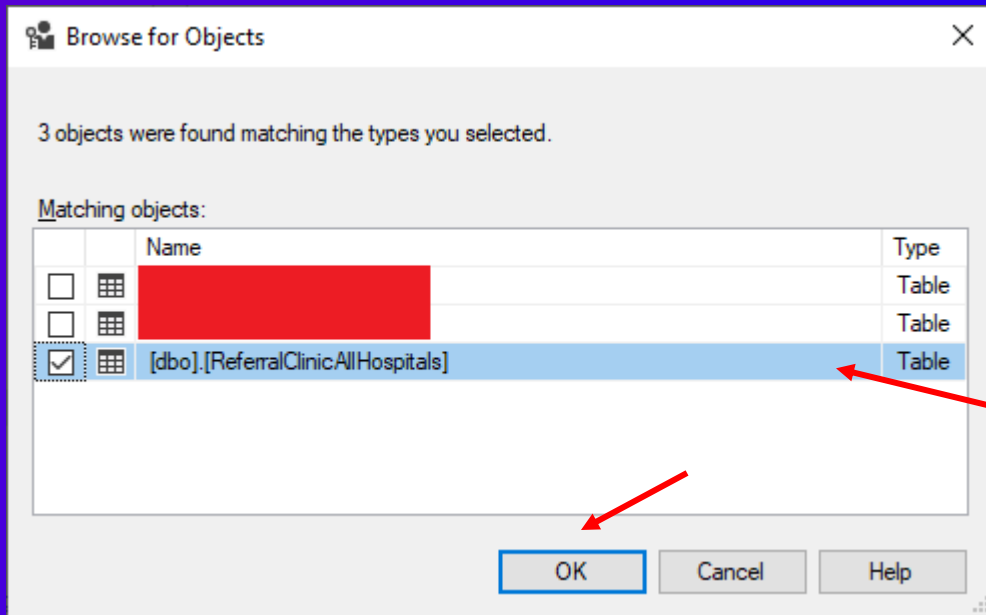 Browse for Objects
3 objects were found matching the types you selected.
Matching objects:
Name Type
Table
Table
[dbo].[ReferralClinicAllHospitals] Table
OK Cancel Help